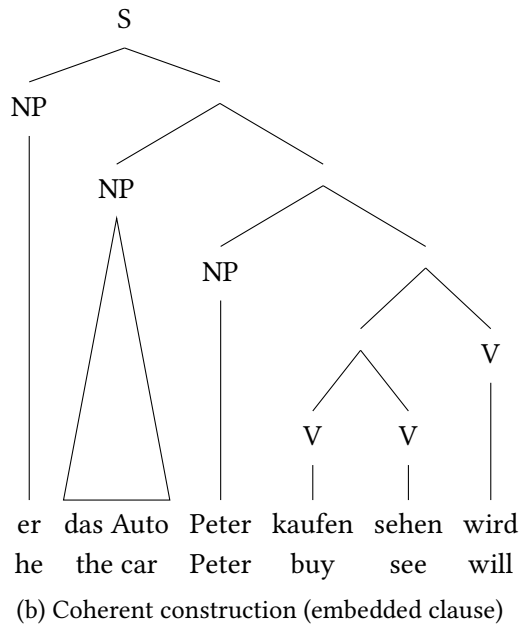 S
NP
NP
NP
V
V V
er das Auto Peter kaufen sehen wird
he the car Peter buy see will
(b) Coherent construction (embedded clause)